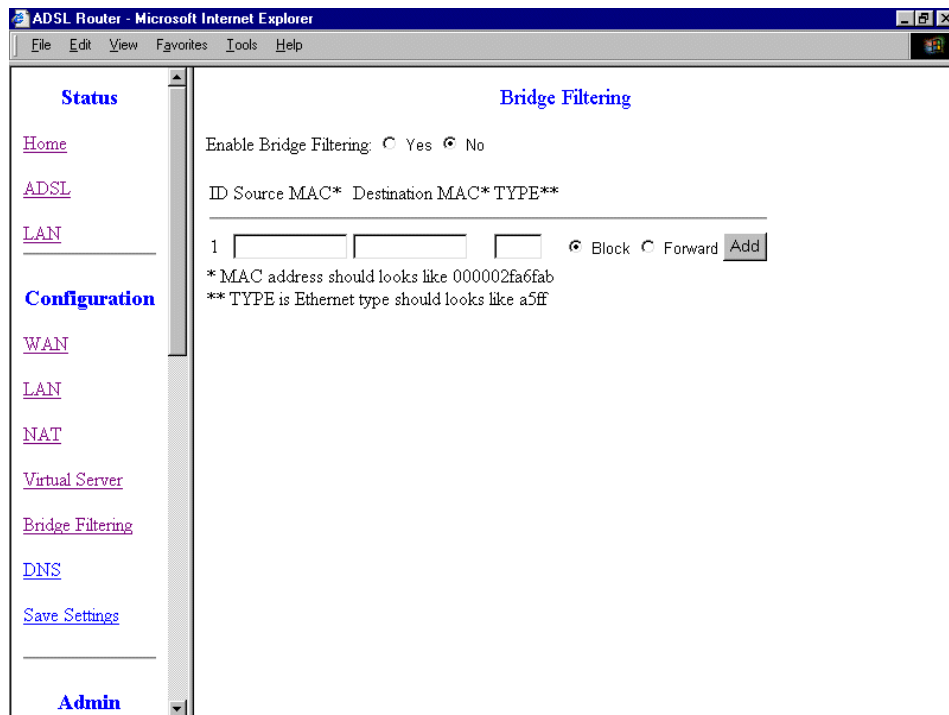 ADSL Router - Microsoft Internet Explorer
File Edit View Favorites Tools Help
Status
Home
ADSL
LAN
Configuration
WAN
LAN
NAT
Virtual Server
Bridge Filtering
DNS
Save Settings
Admin
Bridge Filtering
Enable Bridge Filtering: Yes No
ID Source MAC* Destination MAC* TYPE**
1 Block Forward Add
* MAC address should looks like 000002fa6fab
** TYPE is Ethernet type should looks like a5ff